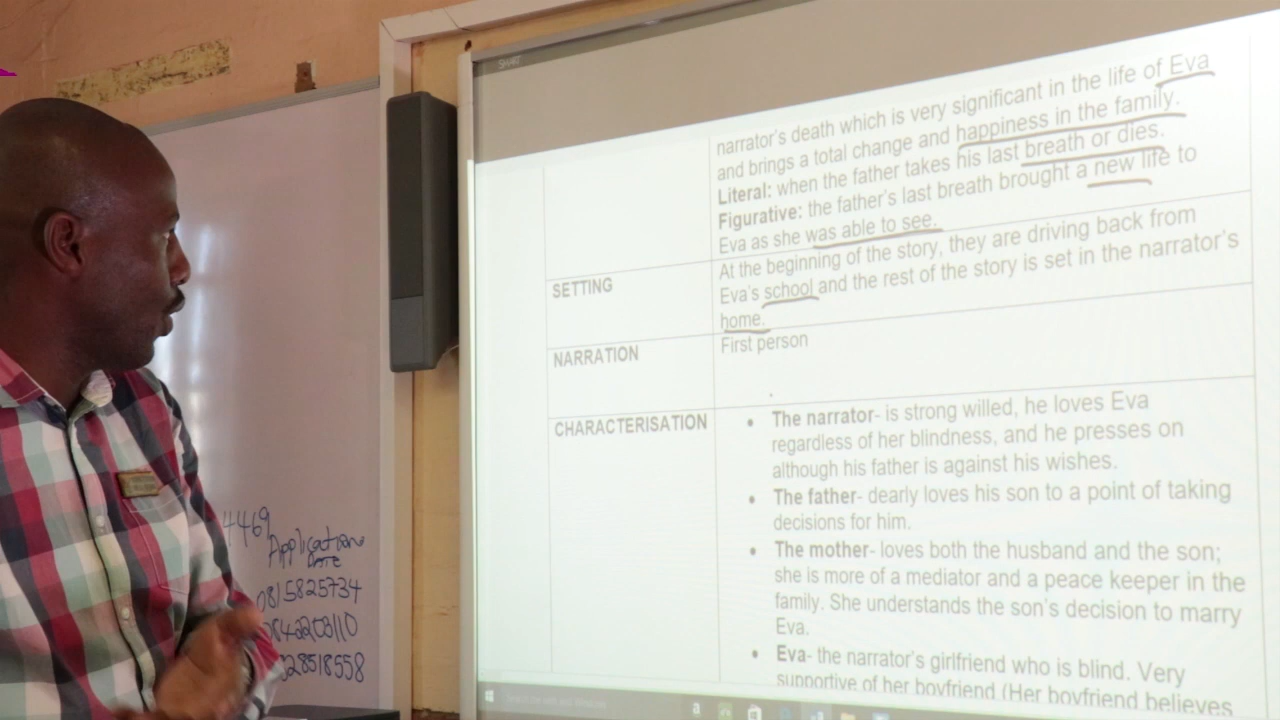 SMART
narrator's death which is very significant in the life of Eva
and brings a total change and happiness in the family.
Literal: when the father takes his last breath or dies.
Figurative: the father's last breath brought a new life to
Eva as she was able to see.
SETTING
At the beginning of the story, they are driving back from
Eva's school and the rest of the story is set in the narrator's
home.
NARRATION
First person
CHARACTERISATION
• The narrator- is strong willed, he loves Eva
regardless of her blindness, and he presses on
although his father is against his wishes.
• The father- dearly loves his son to a point of taking
decisions for him.
• The mother- loves both the husband and the son;
she is more of a mediator and a peace keeper in the
family. She understands the son's decision to marry
Eva.
• Eva- the narrator's girlfriend who is blind. Very
supportive of her boyfriend (Her boyfriend believes
4469
Application
0815825734
0842203110
028518558